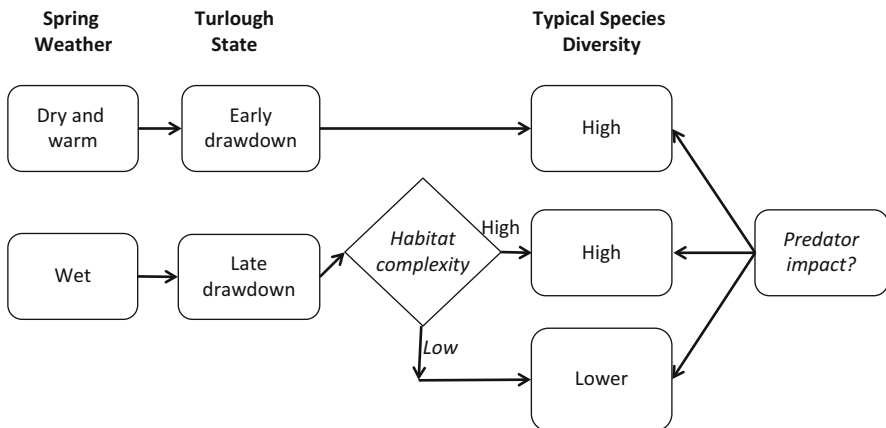 Spring
Weather
Turlough
State
Typical Species
Diversity
Dry and
warm
Early
drawdown
High
Wet
Late
drawdown
Habitat
complexity
High
High
Predator
impact?
Low
Lower